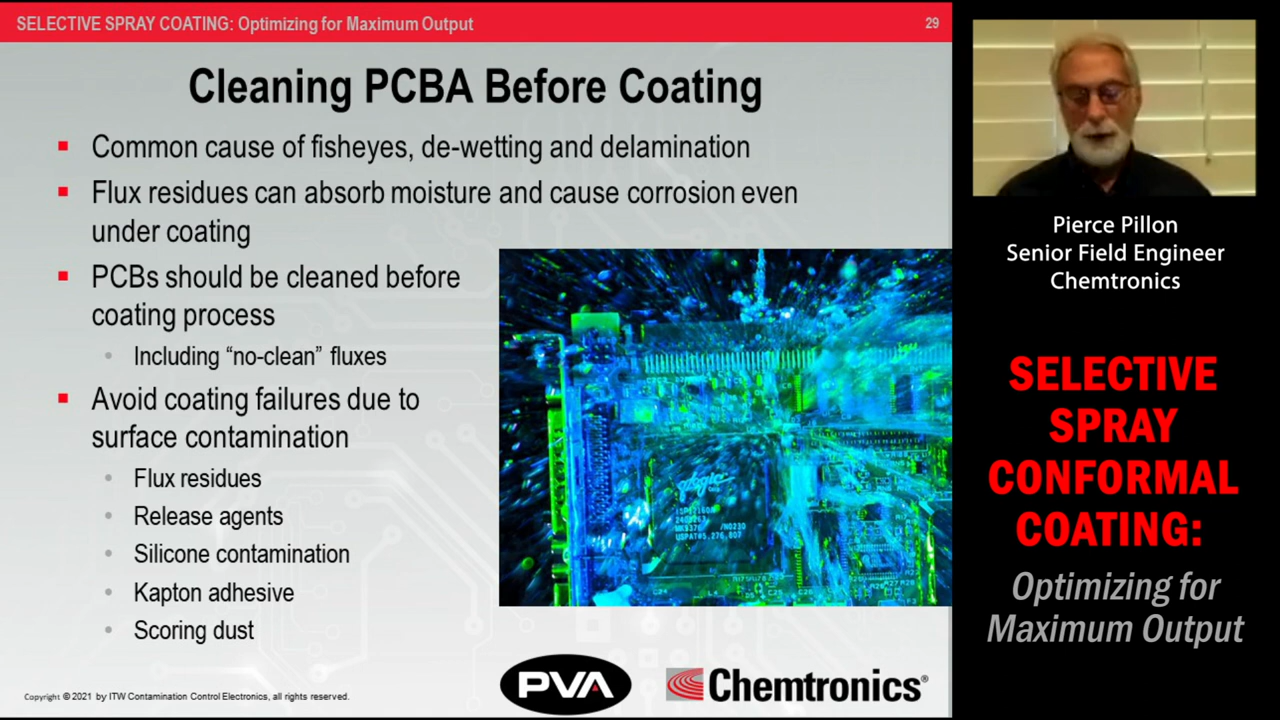 SELECTIVE SPRAY COATING: Optimizing for Maximum Output
29
Cleaning PCBA Before Coating
Common cause of fisheyes, de-wetting and delamination
Flux residues can absorb moisture and cause corrosion even
under coating
PCBs should be cleaned before
coating process
Including “no-clean” fluxes
Avoid coating failures due to
surface contamination
Flux residues
Release agents
Silicone contamination
Kapton adhesive
Scoring dust
Copyright © 2021 by ITW Contamination Control Electronics, all rights reserved.
PVA
Chemtronics®
Pierce Pillon
Senior Field Engineer
Chemtronics
SELECTIVE
SPRAY
CONFORMAL
COATING:
Optimizing for
Maximum Output